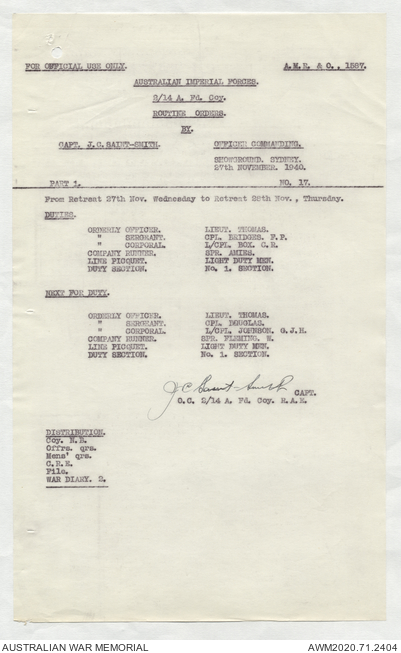 FOR OFFICIAL USE ONLY. A.M.R. & O., 1587.
AUSTRALIAN IMPERIAL FORCES.
2/14 A. Fd. Coy.
ROUTINE ORDERS.
BY.
CAPT. J.C. SAINT-SMITH. OFFICER COMMANDING.
SHOWGROUND. SYDNEY.
27th NOVEMBER. 1940.
PART 1. NO. 17.
From Retreat 27th Nov. Wednesday to Retreat 28th Nov., Thursday.
DUTIES.
ORDERLY OFFICER. LIEUT. THOMAS.
" SERGEANT. CPL. BRIDGES. F.P.
" CORPORAL. L/CPL. BOX. C.R.
COMPANY RUNNER. SPR. AMIES.
LINE PICQUET. LIGHT DUTY MEN.
DUTY SECTION. No. 1. SECTION.
NEXT FOR DUTY.
ORDERLY OFFICER. LIEUT. THOMAS.
" SERGEANT. CPL. DOUGLAS.
" CORPORAL. L/CPL. JOHNSON. G.J.H.
COMPANY RUNNER. SPR. FLEMING. W.
LINE PICQUET. LIGHT DUTY MEN.
DUTY SECTION. No. 1. SECTION.
J C Saint-Smith CAPT.
O.C. 2/14 A. Fd. Coy. R.A.E.
DISTRIBUTION.
Coy. N.B.
Offrs. qrs.
Mens' qrs.
C.R.E.
File.
WAR DIARY. 2.
AUSTRALIAN WAR MEMORIAL AWM2020.71.2404